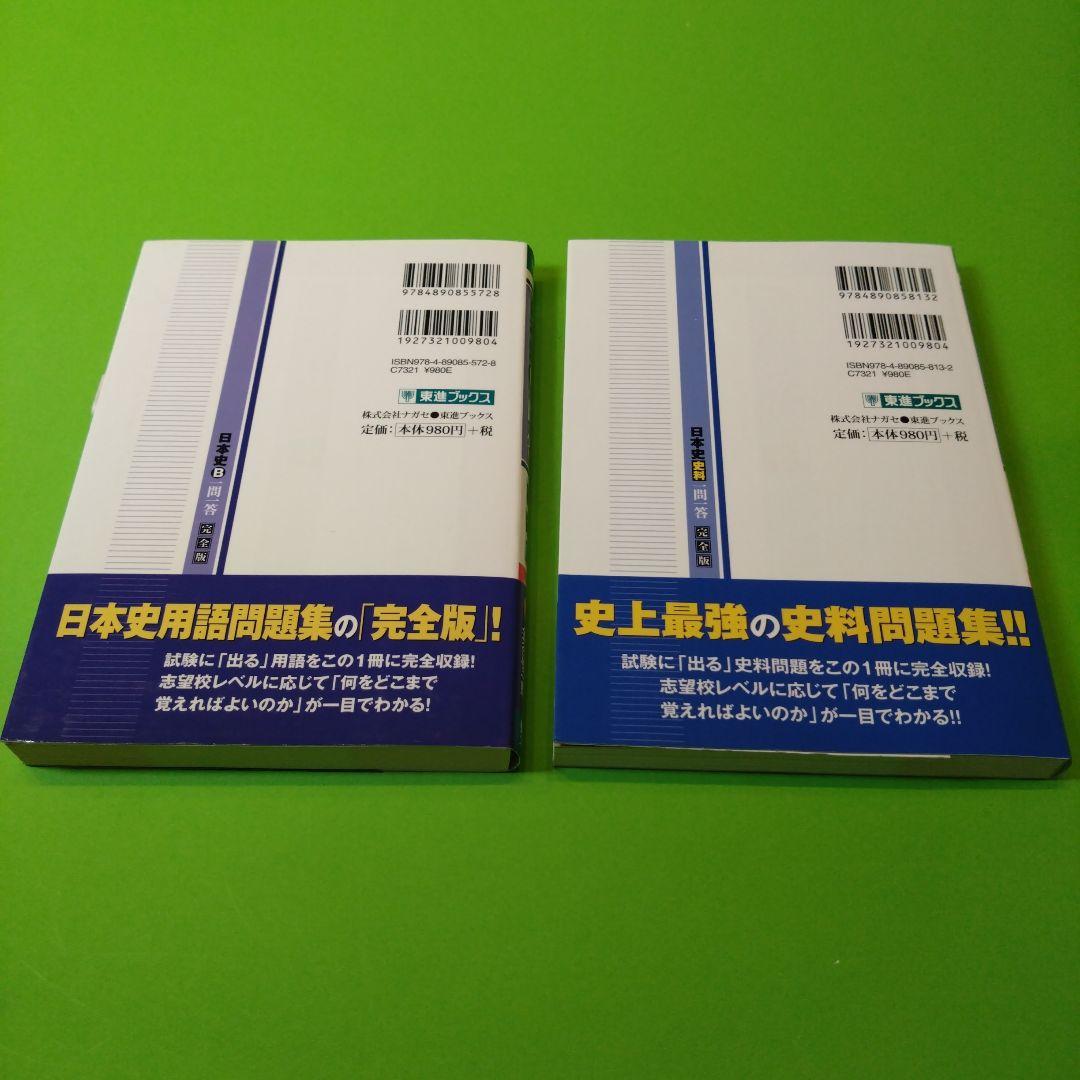 9784890855728
1927321009804
ISBN978-4-89085-572-8
C7321 ¥980E
東進ブックス
株式会社ナガセ●東進ブックス
定価：本体980円＋税
日本史B一問一答 完全版
日本史用語問題集の「完全版」!
試験に「出る」用語をこの1冊に完全収録!
志望校レベルに応じて「何をどこまで
覚えればよいのか」が一目でわかる!
9784890858132
1927321009804
ISBN978-4-89085-813-2
C7321 ¥980E
東進ブックス
株式会社ナガセ●東進ブックス
定価：本体980円＋税
日本史史料一問一答 完全版
史上最強の史料問題集!!
試験に「出る」史料問題をこの1冊に完全収録!
志望校レベルに応じて「何をどこまで
覚えればよいのか」が一目でわかる!!